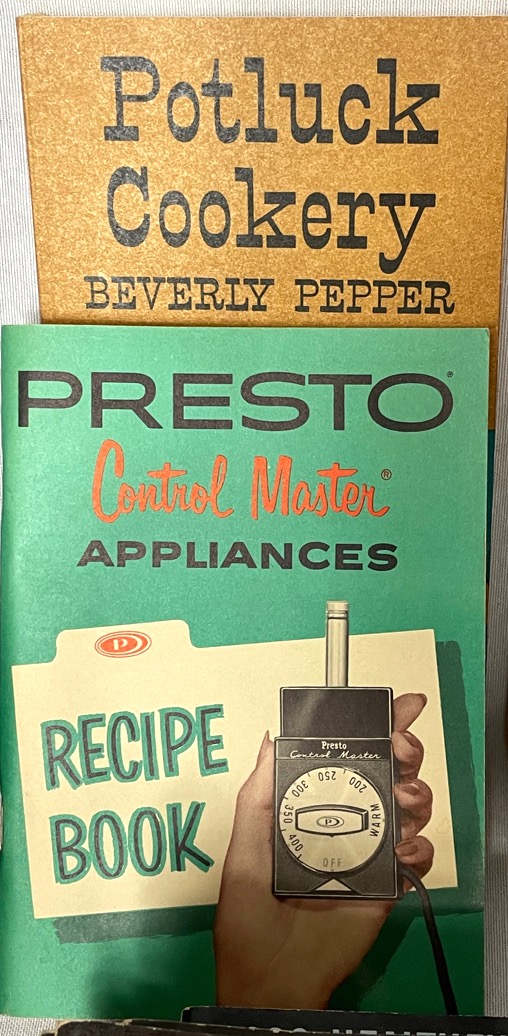 Potluck
Cookery
BEVERLY PEPPER
PRESTO®
Control Master®
APPLIANCES
P
RECIPE
BOOK
Presto
Control Master
OFF
400
350
300
250
200
WARM
P